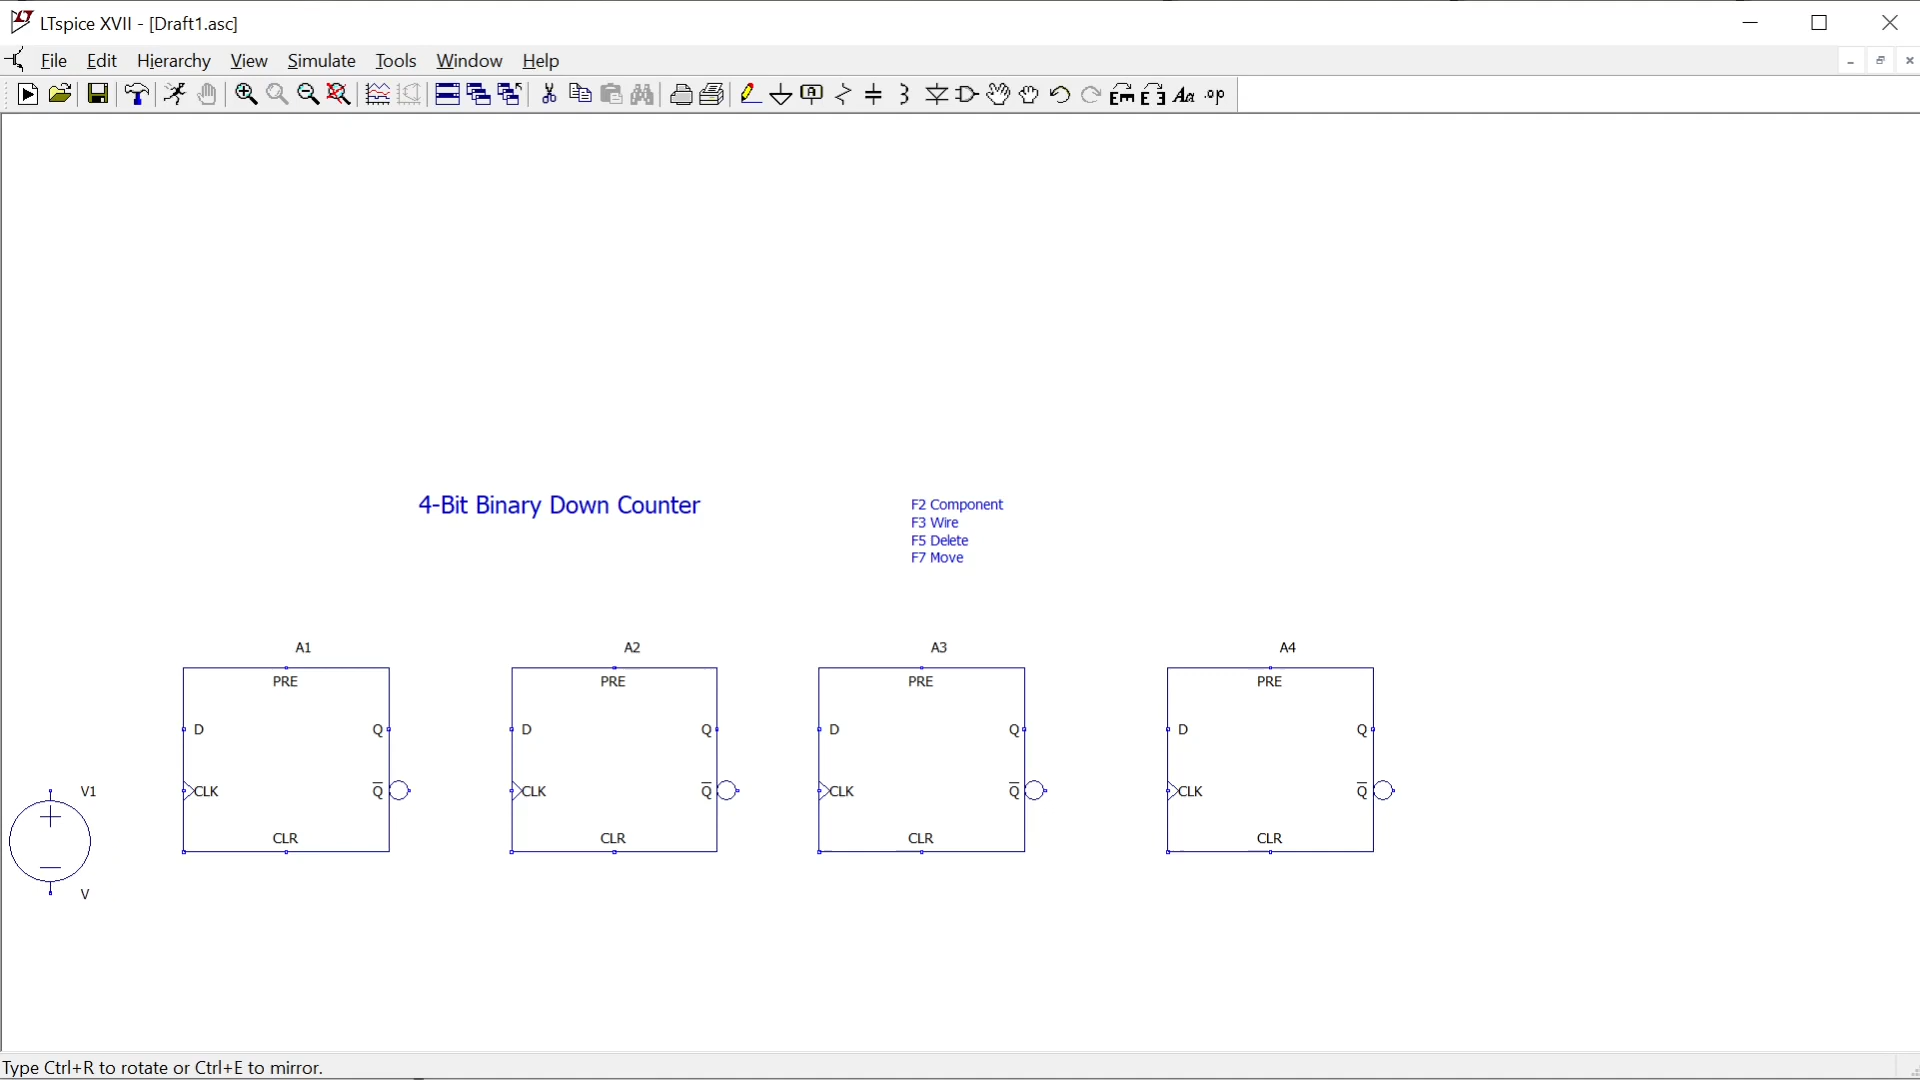 LTspice XVII - [Draft1.asc]
File Edit Hierarchy View Simulate Tools Window Help
Aa .op
4-Bit Binary Down Counter
F2 Component
F3 Wire
F5 Delete
F7 Move
A1 A2 A3 A4
PRE PRE PRE PRE
D Q D Q D Q D Q
V1 CLK Q CLK Q CLK Q CLK Q
CLR CLR CLR CLR
V
Type Ctrl+R to rotate or Ctrl+E to mirror.